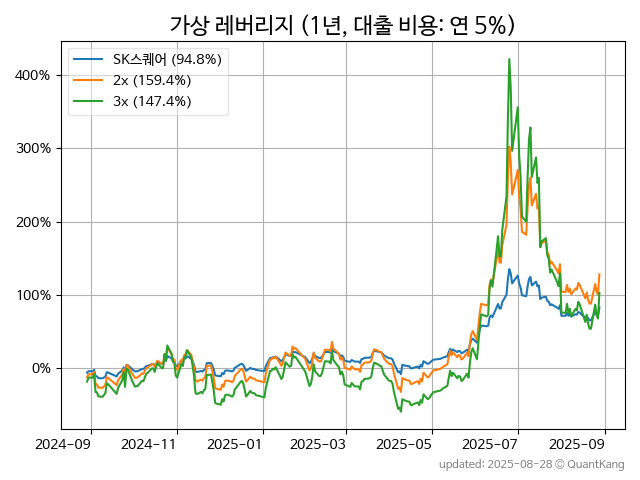 가상 레버리지 (1년, 대출 비용: 연 5%)
SK스퀘어 (94.8%)
2x (159.4%)
3x (147.4%)
400%
300%
200%
100%
0%
2024-09 2024-11 2025-01 2025-03 2025-05 2025-07 2025-09
updated: 2025-08-28 © QuantKang